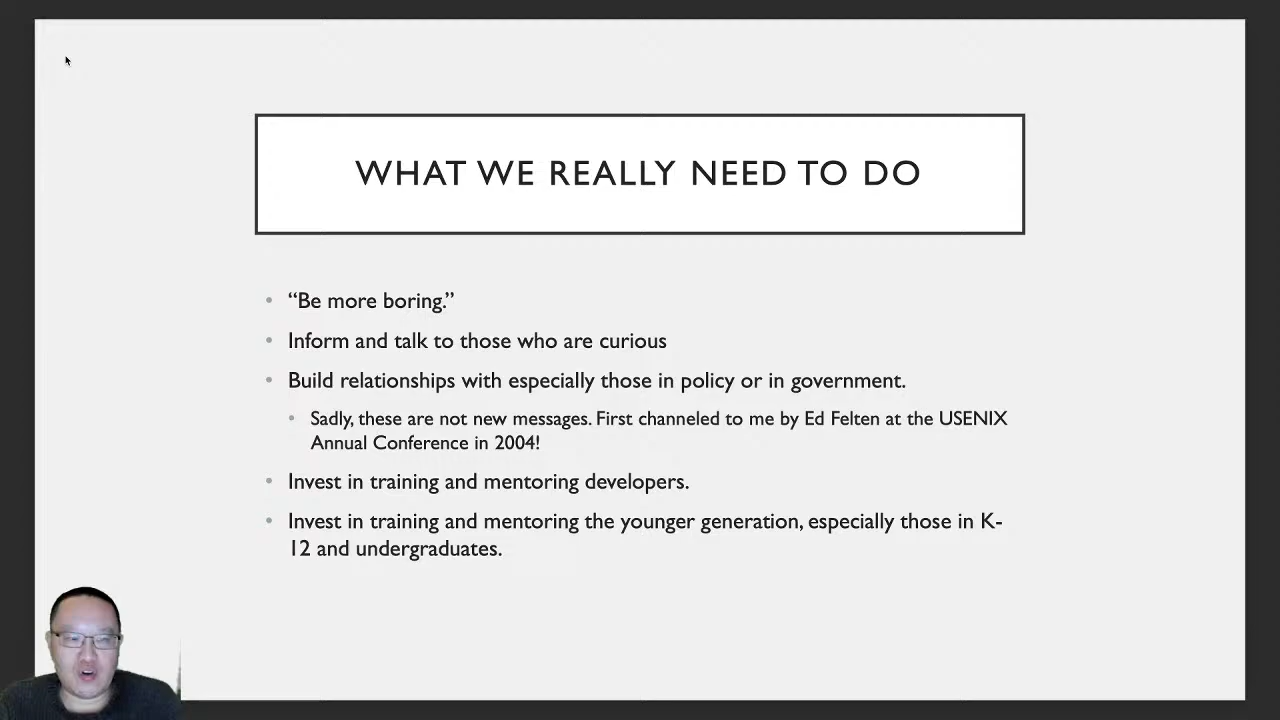 WHAT WE REALLY NEED TO DO
• “Be more boring.”
• Inform and talk to those who are curious
• Build relationships with especially those in policy or in government.
• Sadly, these are not new messages. First channeled to me by Ed Felten at the USENIX
Annual Conference in 2004!
• Invest in training and mentoring developers.
• Invest in training and mentoring the younger generation, especially those in K-
12 and undergraduates.